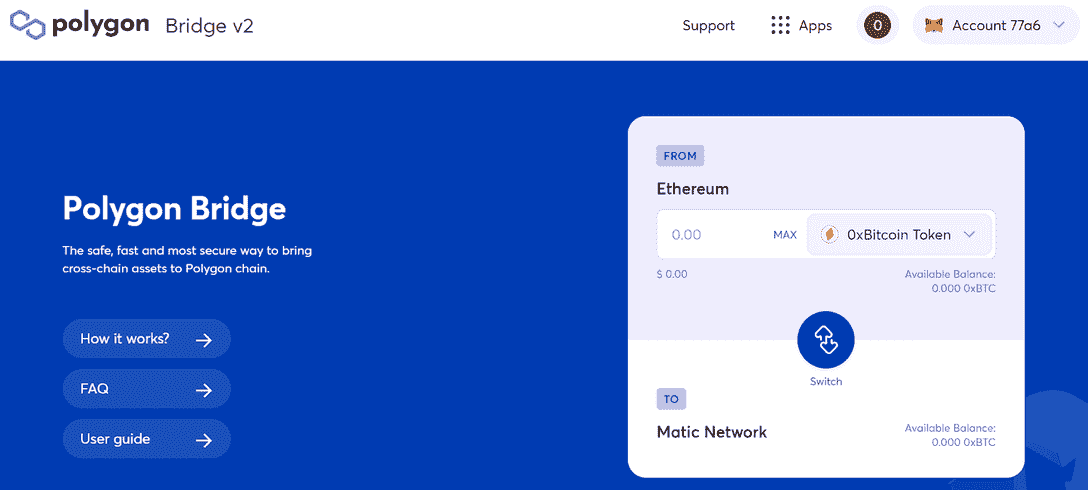 polygon Bridge v2
Support
Apps
0
Account 77a6
Polygon Bridge
The safe, fast and most secure way to bring
cross-chain assets to Polygon chain.
How it works?
FAQ
User guide
FROM
Ethereum
0.00
MAX
0xBitcoin Token
$ 0.00
Available Balance:
0.000 0xBTC
Switch
TO
Matic Network
Available Balance:
0.000 0xBTC